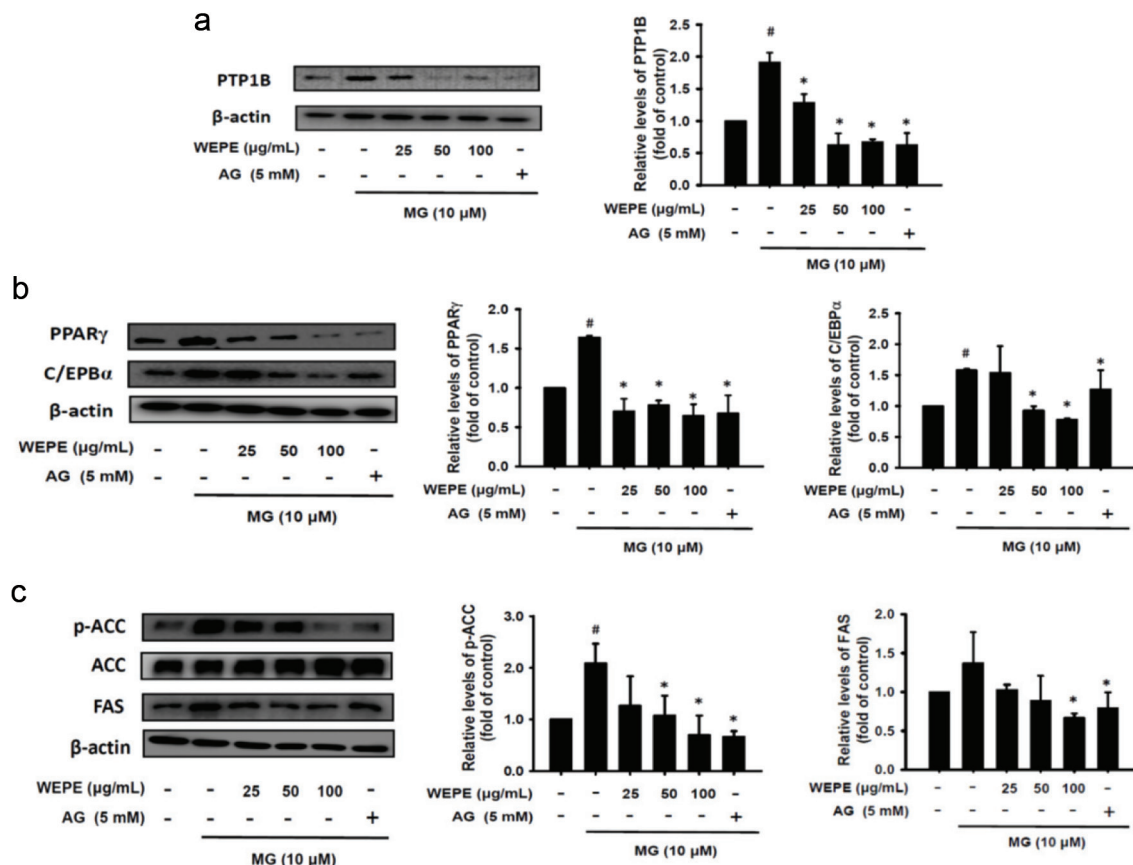 a
PTP1B
β-actin
WEPE (μg/mL) - - 25 50 100 -
AG (5 mM) - - - - - +
MG (10 μM)
Relative levels of PTP1B
(fold of control)
2.5
2.0
1.5
1.0
0.5
0.0
#
*
*
*
*
WEPE (μg/mL) - - 25 50 100 -
AG (5 mM) - - - - - +
MG (10 μM)
b
PPARγ
C/EPBα
β-actin
WEPE (μg/mL) - - 25 50 100 -
AG (5 mM) - - - - - +
MG (10 μM)
Relative levels of PPARγ
(fold of control)
2.0
1.5
1.0
0.5
0.0
#
*
*
*
*
WEPE (μg/mL) - - 25 50 100 -
AG (5 mM) - - - - - +
MG (10 μM)
Relative levels of C/EBPα
(fold of control)
2.5
2.0
1.5
1.0
0.5
0.0
#
*
*
*
WEPE (μg/mL) - - 25 50 100 -
AG (5 mM) - - - - - +
MG (10 μM)
c
p-ACC
ACC
FAS
β-actin
WEPE (μg/mL) - - 25 50 100 -
AG (5 mM) - - - - - +
MG (10 μM)
Relative levels of p-ACC
(fold of control)
3.0
2.0
1.0
0.0
#
*
*
*
WEPE (μg/mL) - - 25 50 100 -
AG (5 mM) - - - - - +
MG (10 μM)
Relative levels of FAS
(fold of control)
2.0
1.5
1.0
0.5
0.0
*
*
WEPE (μg/mL) - - 25 50 100 -
AG (5 mM) - - - - - +
MG (10 μM)